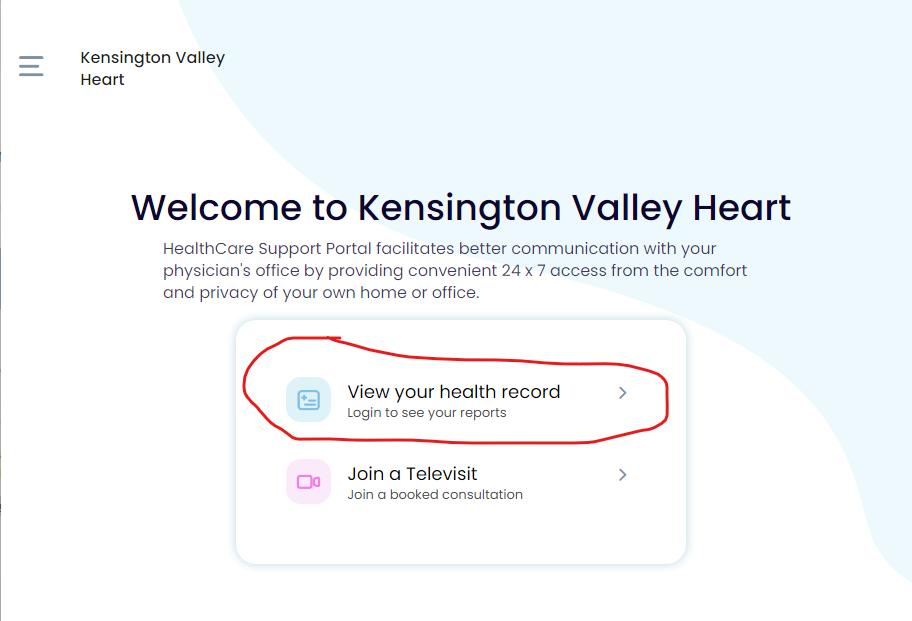 Kensington Valley
Heart
Welcome to Kensington Valley Heart
HealthCare Support Portal facilitates better communication with your
physician's office by providing convenient 24 x 7 access from the comfort
and privacy of your own home or office.
View your health record
Login to see your reports
Join a Televisit
Join a booked consultation